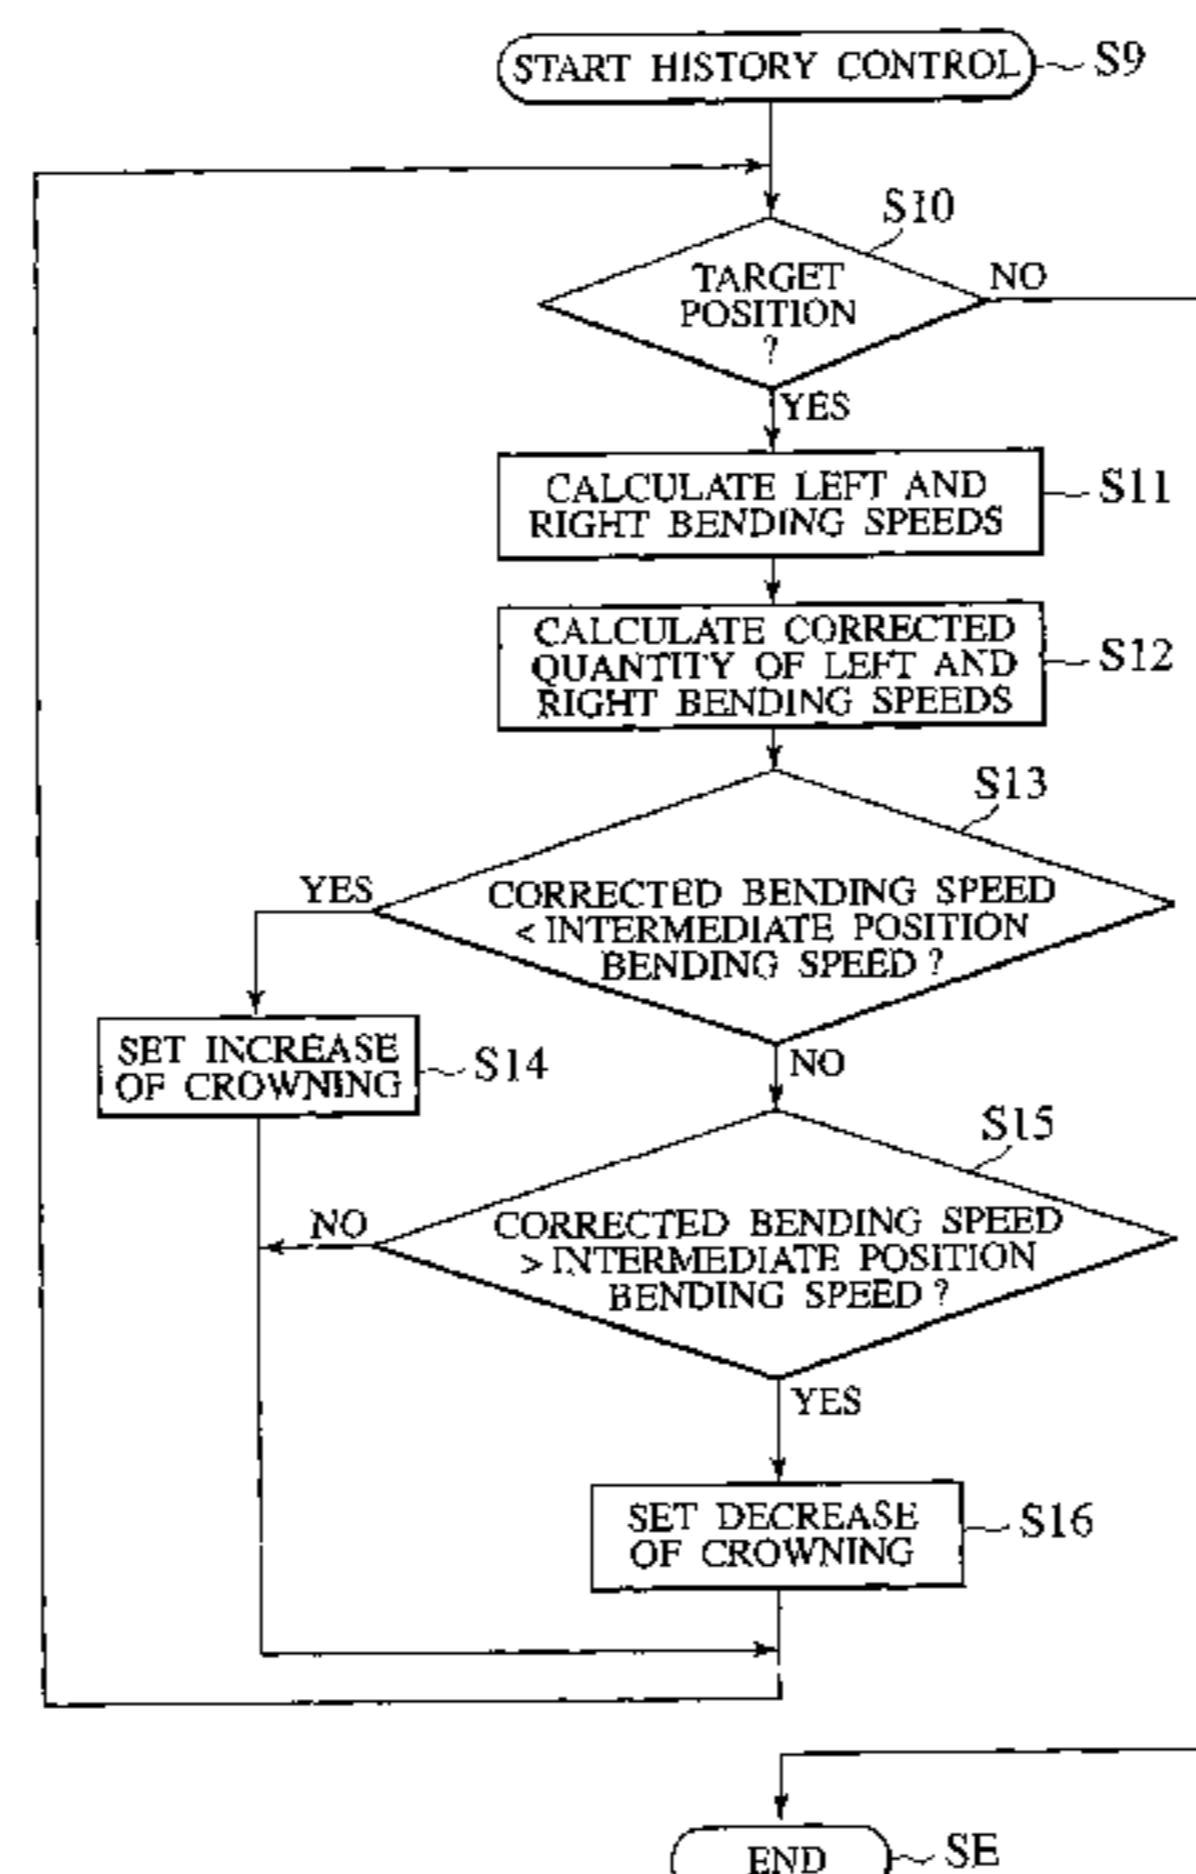 START HISTORY CONTROL
S9
S10
TARGET
POSITION
?
NO
YES
CALCULATE LEFT AND
RIGHT BENDING SPEEDS
S11
CALCULATE CORRECTED
QUANTITY OF LEFT AND
RIGHT BENDING SPEEDS
S12
S13
YES
CORRECTED BENDING SPEED
< INTERMEDIATE POSITION
BENDING SPEED ?
SET INCREASE
OF CROWNING
S14
NO
S15
NO
CORRECTED BENDING SPEED
> INTERMEDIATE POSITION
BENDING SPEED ?
YES
SET DECREASE
OF CROWNING
S16
END
SE